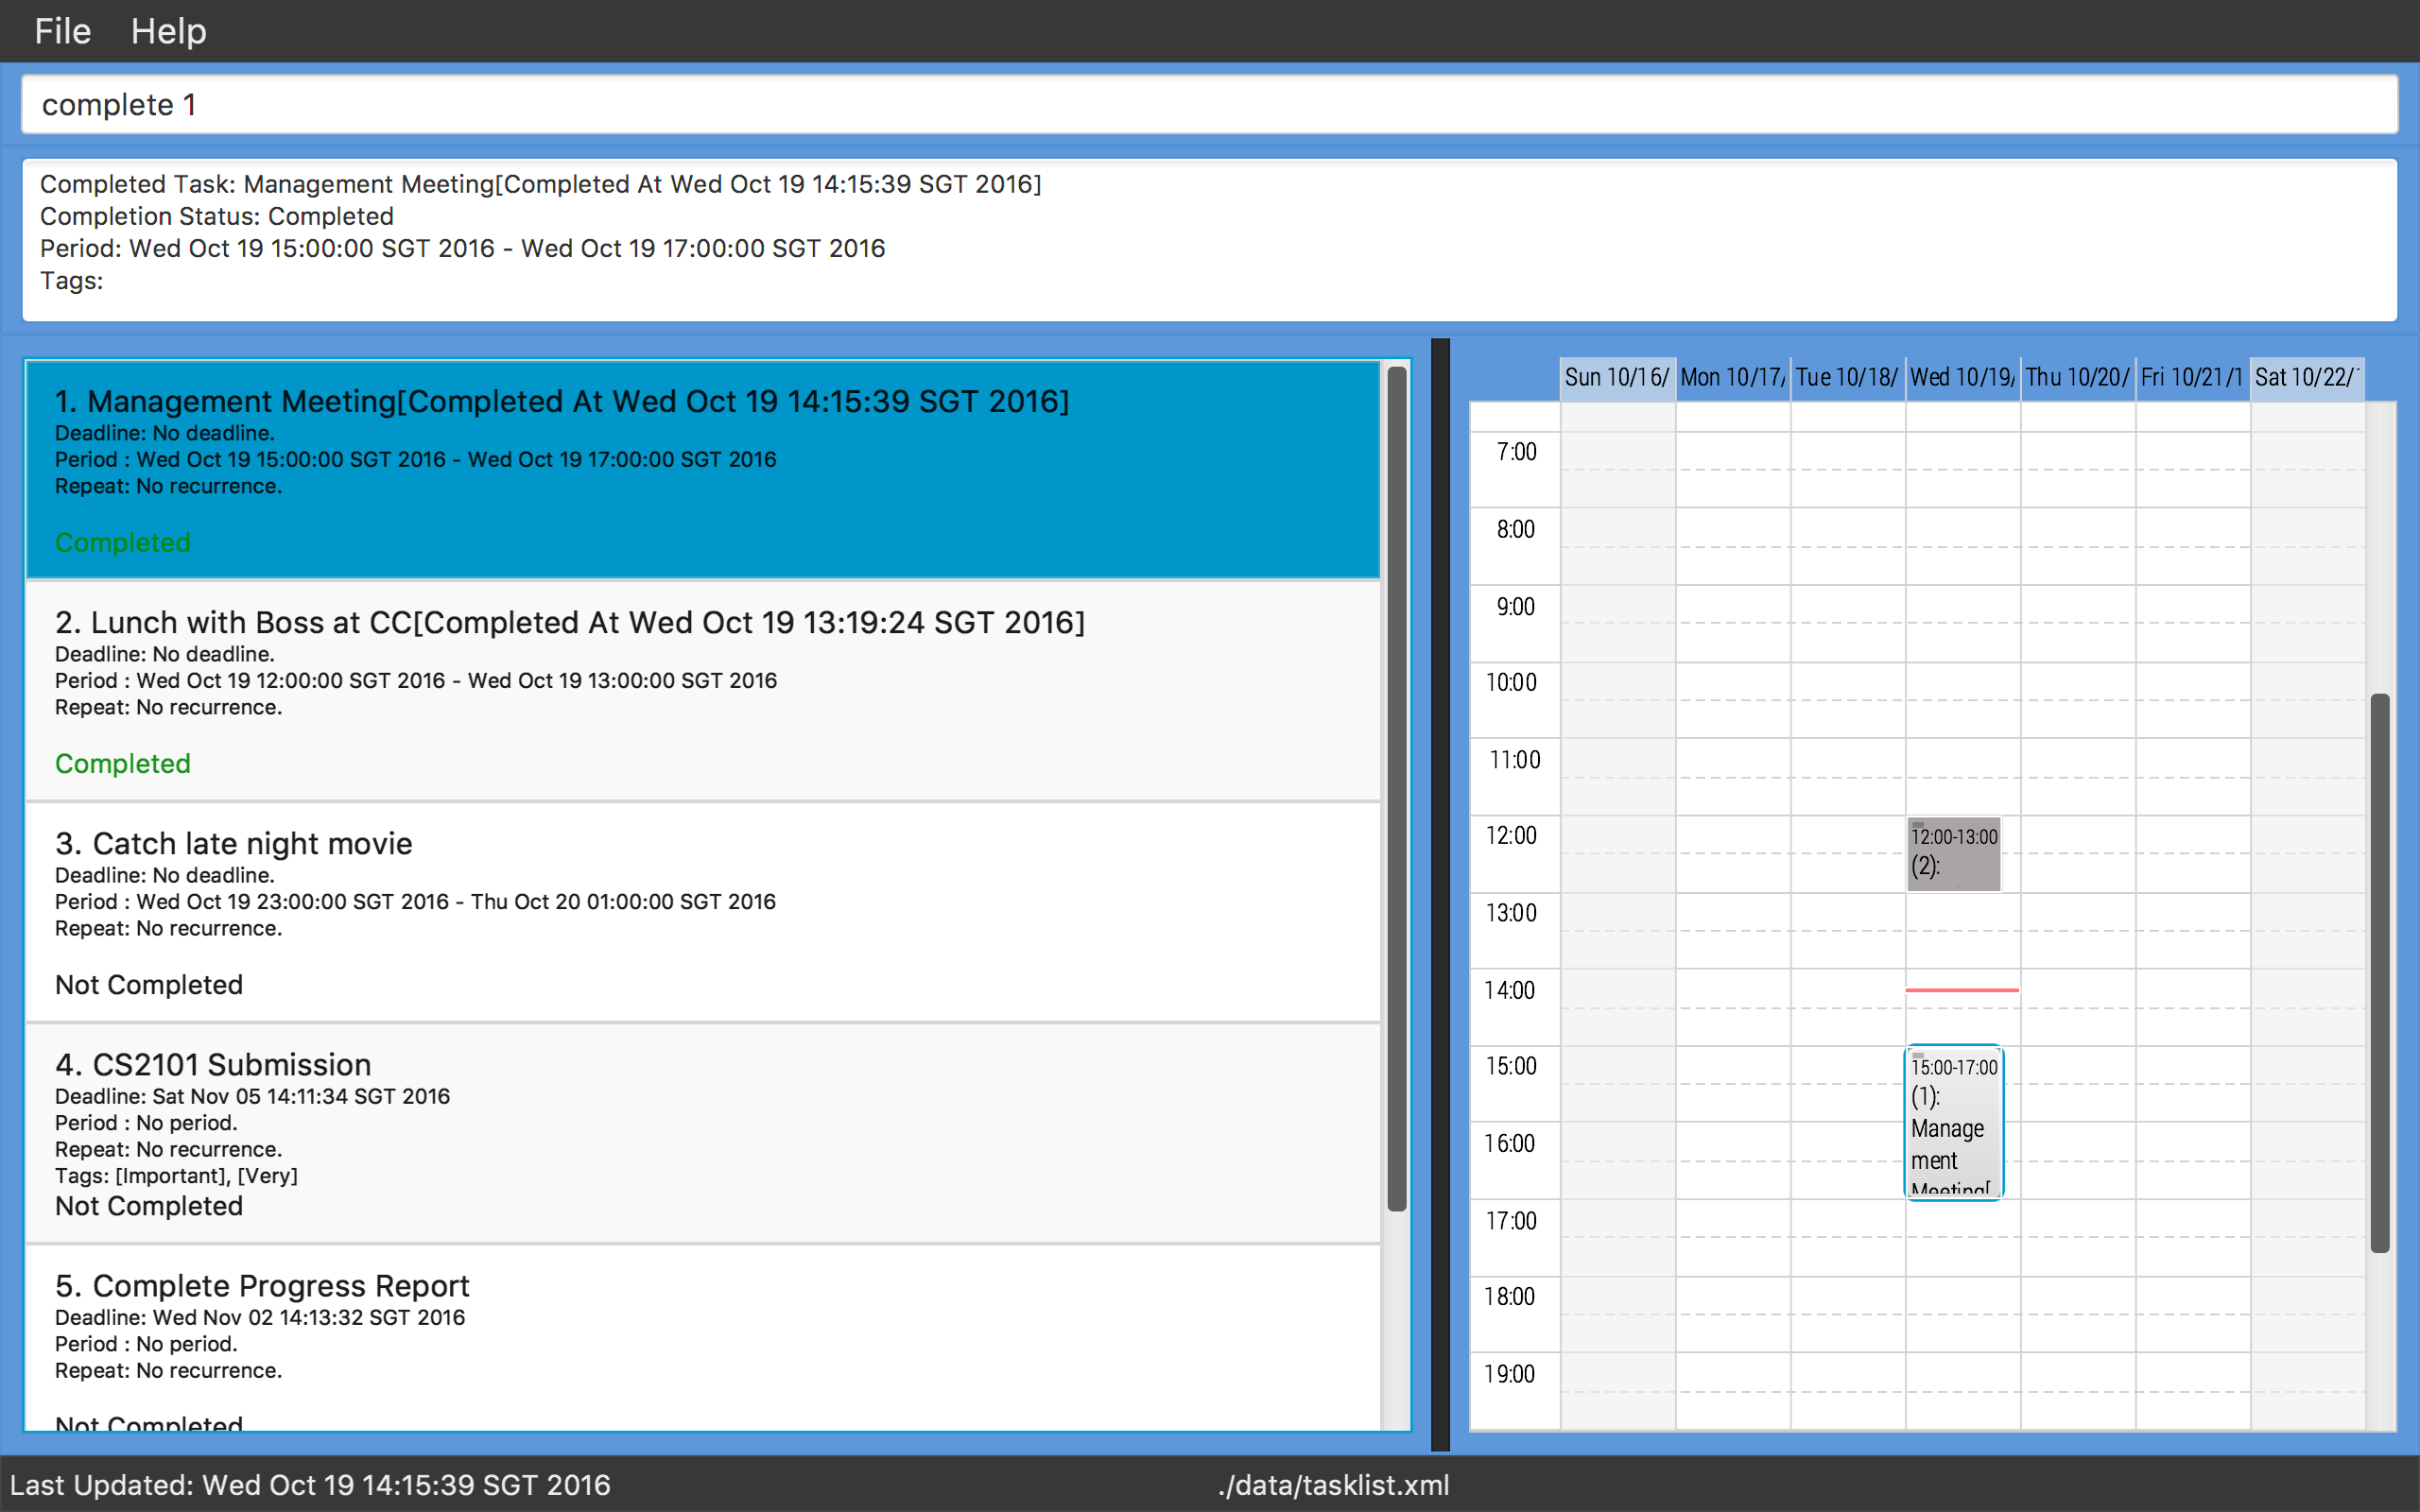 File Help
complete 1
Completed Task: Management Meeting[Completed At Wed Oct 19 14:15:39 SGT 2016]
Completion Status: Completed
Period: Wed Oct 19 15:00:00 SGT 2016 - Wed Oct 19 17:00:00 SGT 2016
Tags:
1. Management Meeting[Completed At Wed Oct 19 14:15:39 SGT 2016]
Deadline: No deadline.
Period : Wed Oct 19 15:00:00 SGT 2016 - Wed Oct 19 17:00:00 SGT 2016
Repeat: No recurrence.
Completed
2. Lunch with Boss at CC[Completed At Wed Oct 19 13:19:24 SGT 2016]
Deadline: No deadline.
Period : Wed Oct 19 12:00:00 SGT 2016 - Wed Oct 19 13:00:00 SGT 2016
Repeat: No recurrence.
Completed
3. Catch late night movie
Deadline: No deadline.
Period : Wed Oct 19 23:00:00 SGT 2016 - Thu Oct 20 01:00:00 SGT 2016
Repeat: No recurrence.
Not Completed
4. CS2101 Submission
Deadline: Sat Nov 05 14:11:34 SGT 2016
Period : No period.
Repeat: No recurrence.
Tags: [Important], [Very]
Not Completed
5. Complete Progress Report
Deadline: Wed Nov 02 14:13:32 SGT 2016
Period : No period.
Repeat: No recurrence.
Not Completed
Sun 10/16/ Mon 10/17/ Tue 10/18/ Wed 10/19/ Thu 10/20/ Fri 10/21/1 Sat 10/22/
7:00
8:00
9:00
10:00
11:00
12:00
13:00
14:00
15:00
16:00
17:00
18:00
19:00
12:00-13:00
(2):
15:00-17:00
(1):
Manage
ment
Meeting[
Last Updated: Wed Oct 19 14:15:39 SGT 2016
./data/tasklist.xml